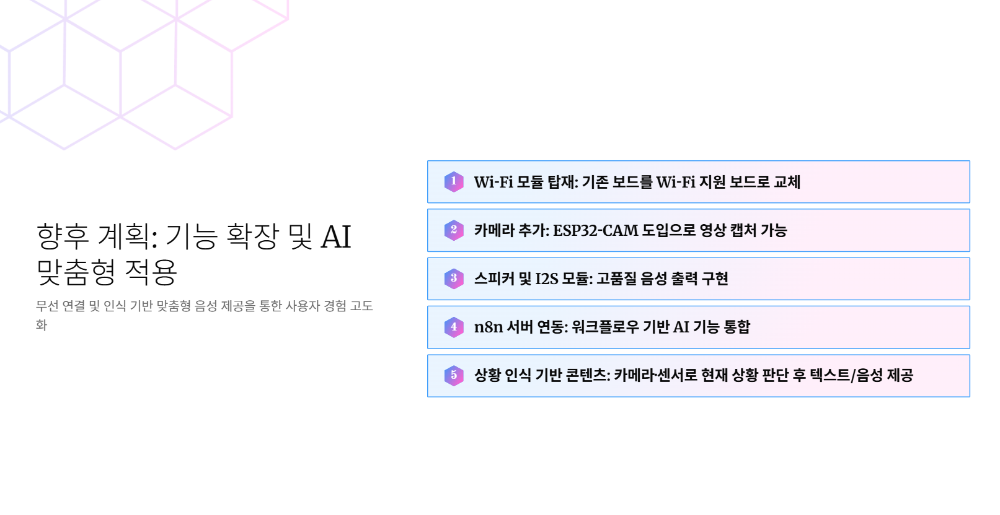 향후 계획: 기능 확장 및 AI
맞춤형 적용
무선 연결 및 인식 기반 맞춤형 음성 제공을 통한 사용자 경험 고도
화
1 Wi-Fi 모듈 탑재: 기존 보드를 Wi-Fi 지원 보드로 교체
2 카메라 추가: ESP32-CAM 도입으로 영상 캡처 가능
3 스피커 및 I2S 모듈: 고품질 음성 출력 구현
4 n8n 서버 연동: 워크플로우 기반 AI 기능 통합
5 상황 인식 기반 콘텐츠: 카메라·센서로 현재 상황 판단 후 텍스트/음성 제공